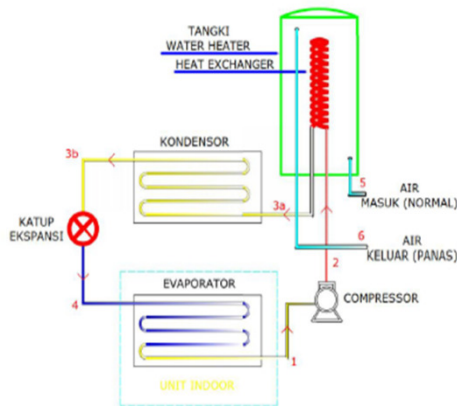 TANGKI
WATER HEATER
HEAT EXCHANGER
KONDENSOR
3b
3a
5
AIR
MASUK (NORMAL)
KATUP
EKSPANSI
6
AIR
KELUAR (PANAS)
2
EVAPORATOR
COMPRESSOR
4
1
UNIT INDOOR